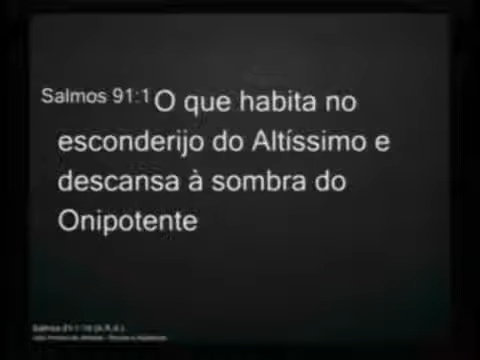 Salmos 91:1 O que habita no
esconderijo do Altíssimo e
descansa à sombra do
Onipotente